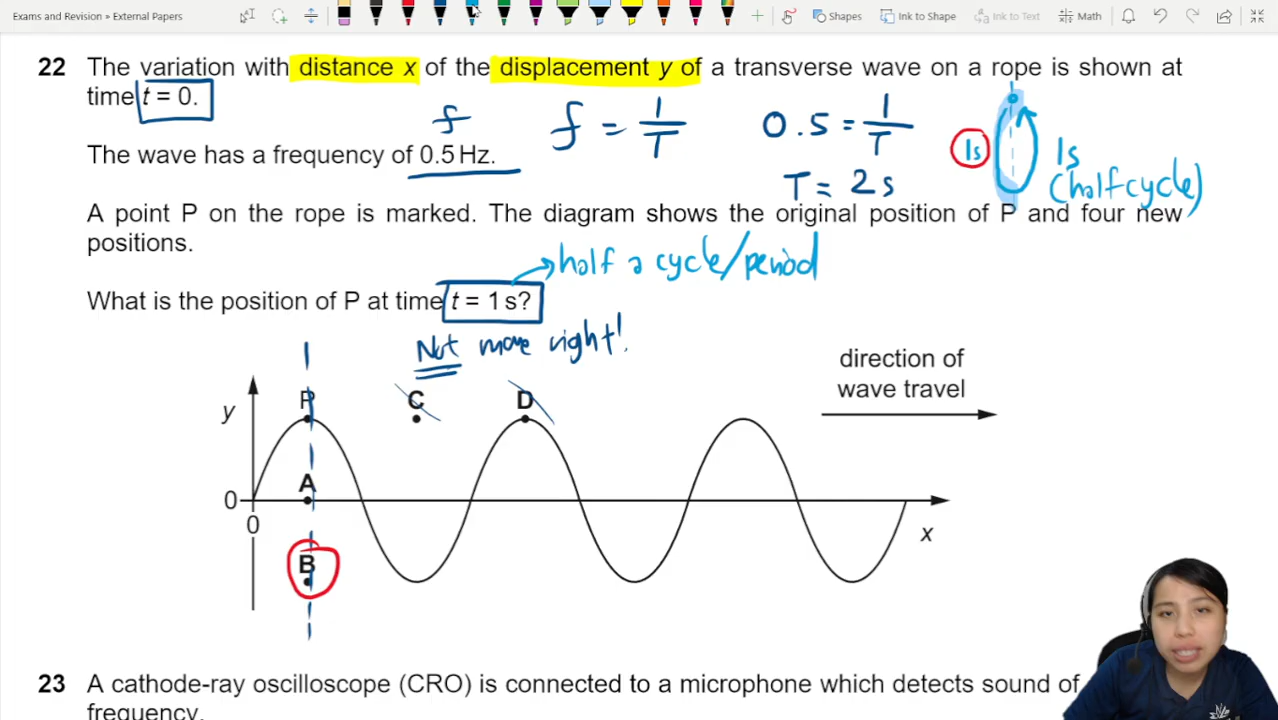 Exams and Revision » External Papers
Shapes
Ink to Shape
Ink to Text
Math
22 The variation with distance x of the displacement y of a transverse wave on a rope is shown at
time t = 0.
f
f = 1/T
0.5 = 1/T
T = 2 s
1s
1s
(half cycle)
The wave has a frequency of 0.5 Hz.
A point P on the rope is marked. The diagram shows the original position of P and four new
positions.
half a cycle/period
What is the position of P at time t = 1 s?
Not move right!
direction of
wave travel
y
P
C
D
A
0
0
x
B
23 A cathode-ray oscilloscope (CRO) is connected to a microphone which detects sound of
frequency.